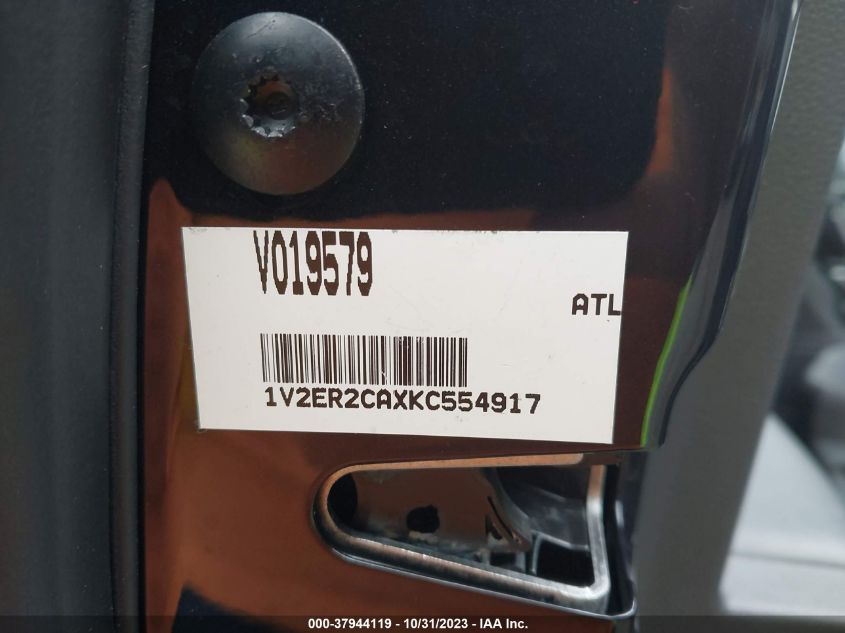 V019579
ATL
1V2ER2CAXKC554917
000-37944119 - 10/31/2023 - IAA Inc.